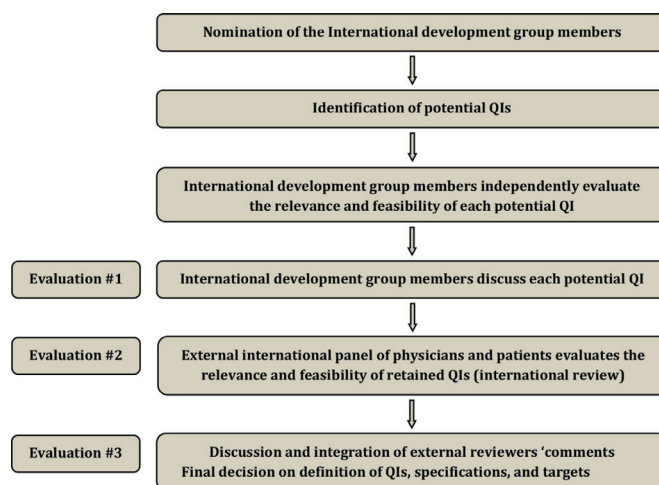 Nomination of the International development group members
Identification of potential QIs
International development group members independently evaluate
the relevance and feasibility of each potential QI
Evaluation #1
International development group members discuss each potential QI
Evaluation #2
External international panel of physicians and patients evaluates the
relevance and feasibility of retained QIs (international review)
Evaluation #3
Discussion and integration of external reviewers ‘comments
Final decision on definition of QIs, specifications, and targets